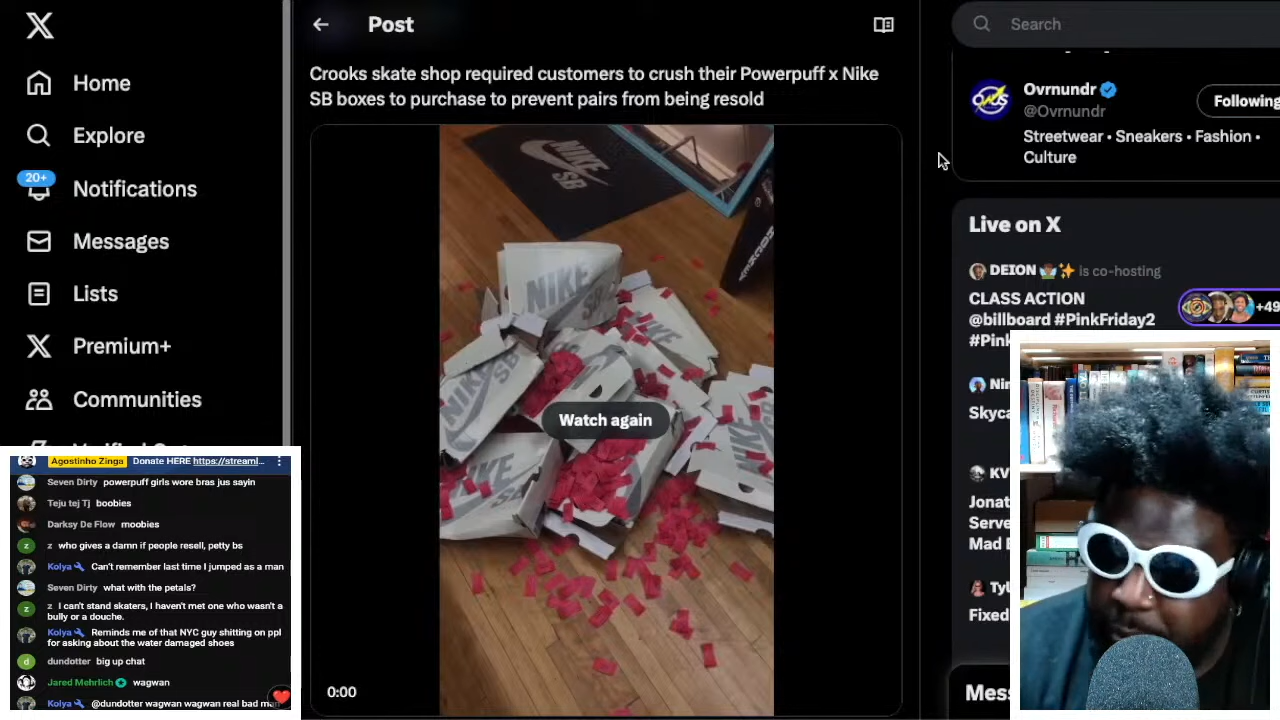 Home
Explore
20+
Notifications
Messages
Lists
Premium+
Communities
Post
Crooks skate shop required customers to crush their Powerpuff x Nike
SB boxes to purchase to prevent pairs from being resold
NIKE
SB
NIKE
SB
NIKE
SB
NIKE
NIKE
Watch again
0:00
Search
Ovrnundr
@Ovrnundr
Following
Streetwear • Sneakers • Fashion •
Culture
Live on X
DEION is co-hosting
CLASS ACTION
@billboard #PinkFriday2
+49
Agostinho Zinga Donate HERE https://streaml...
Seven Dirty powerpuff girls wore bras jus sayin
Teju tej Tj boobies
Darksy De Flow moobies
z who gives a damn if people resell, petty bs
Kolya Can't remember last time I jumped as a man
Seven Dirty what with the petals?
z I can't stand skaters, I haven't met one who wasn't a
bully or a douche.
Kolya Reminds me of that NYC guy shitting on ppl
for asking about the water damaged shoes
dundotter big up chat
Jared Mehrlich wagwan
Kolya @dundotter wagwan wagwan real bad man